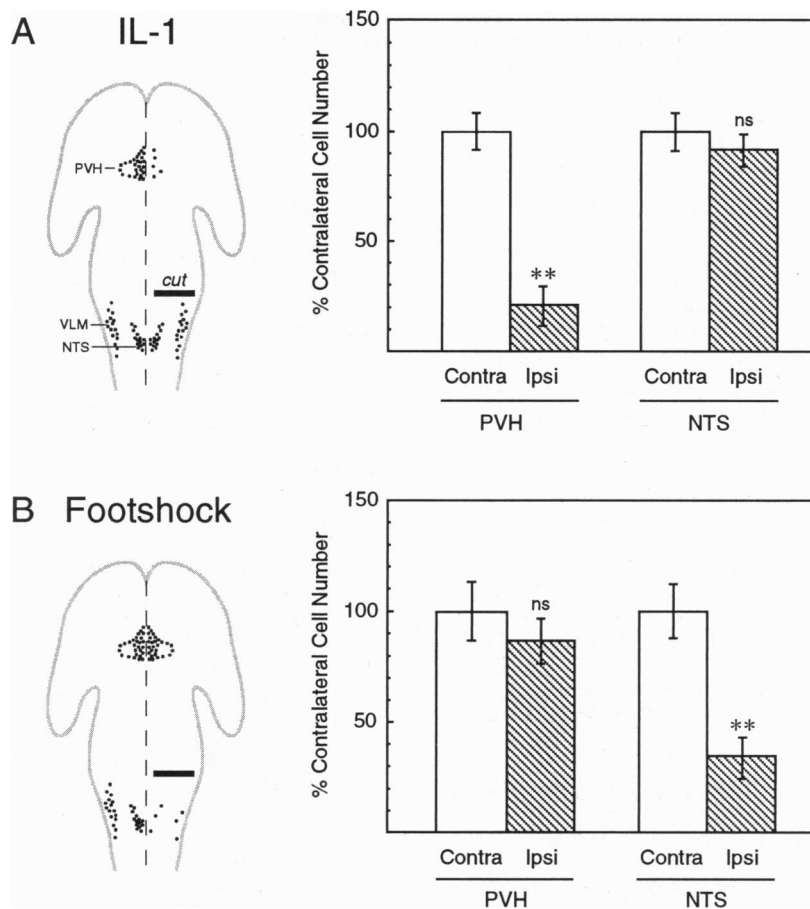 A IL-1
PVH
cut
VLM
NTS
% Contralateral Cell Number
150
100
50
**
ns
Contra Ipsi Contra Ipsi
PVH NTS
B Footshock
% Contralateral Cell Number
150
100
50
ns
**
Contra Ipsi Contra Ipsi
PVH NTS